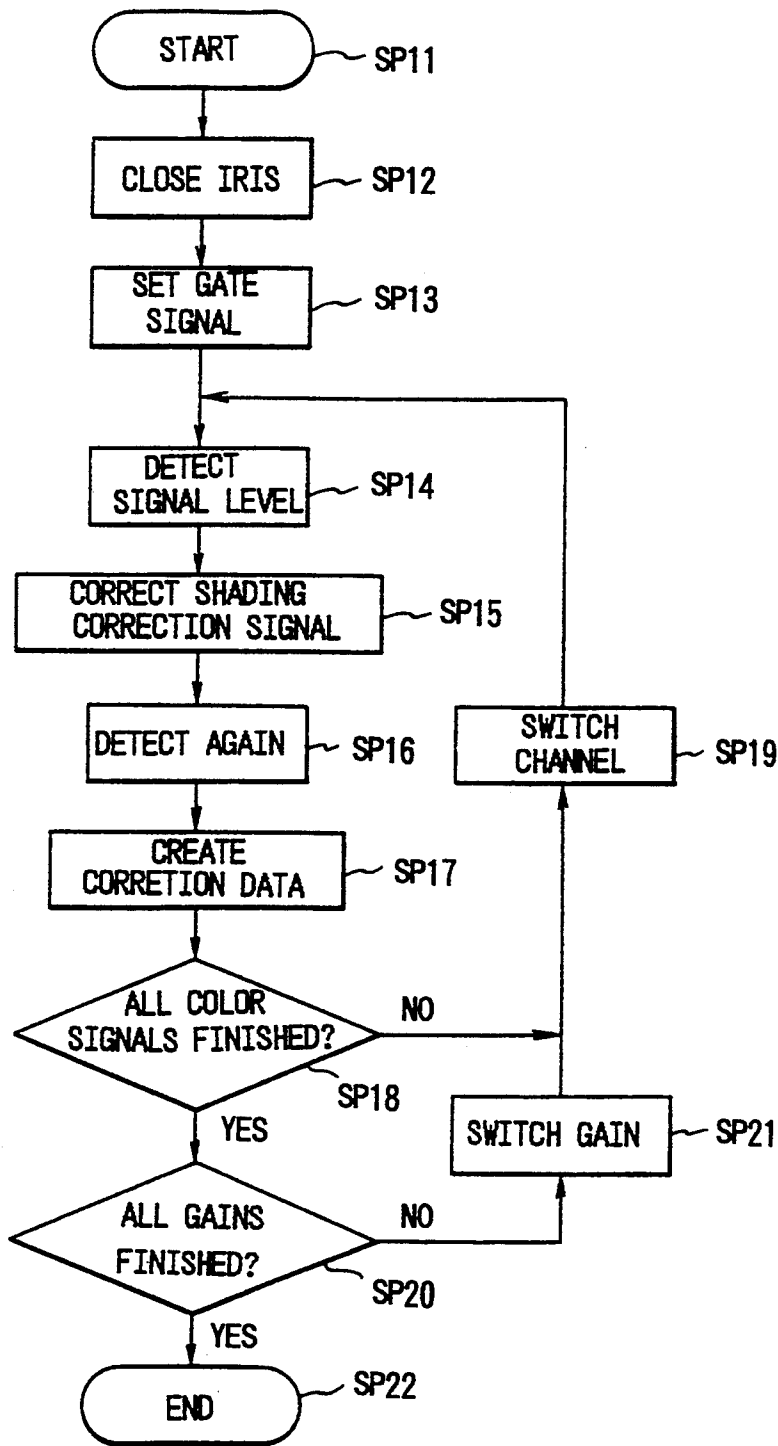 START
SP11
CLOSE IRIS
SP12
SET GATE
SIGNAL
SP13
DETECT
SIGNAL LEVEL
SP14
CORRECT SHADING
CORRECTION SIGNAL
SP15
DETECT AGAIN
SP16
SWITCH
CHANNEL
SP19
CREATE
CORRETION DATA
SP17
ALL COLOR
SIGNALS FINISHED?
NO
SP18
YES
SWITCH GAIN
SP21
ALL GAINS
FINISHED?
NO
SP20
YES
END
SP22